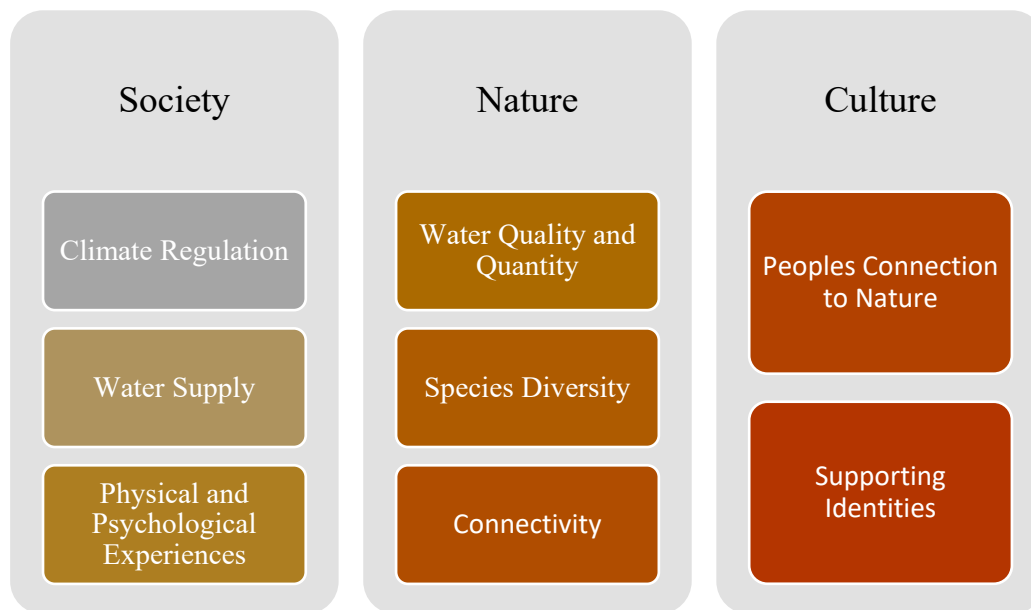 Society
Climate Regulation
Water Supply
Physical and
Psychological
Experiences
Nature
Water Quality and
Quantity
Species Diversity
Connectivity
Culture
Peoples Connection
to Nature
Supporting
Identities